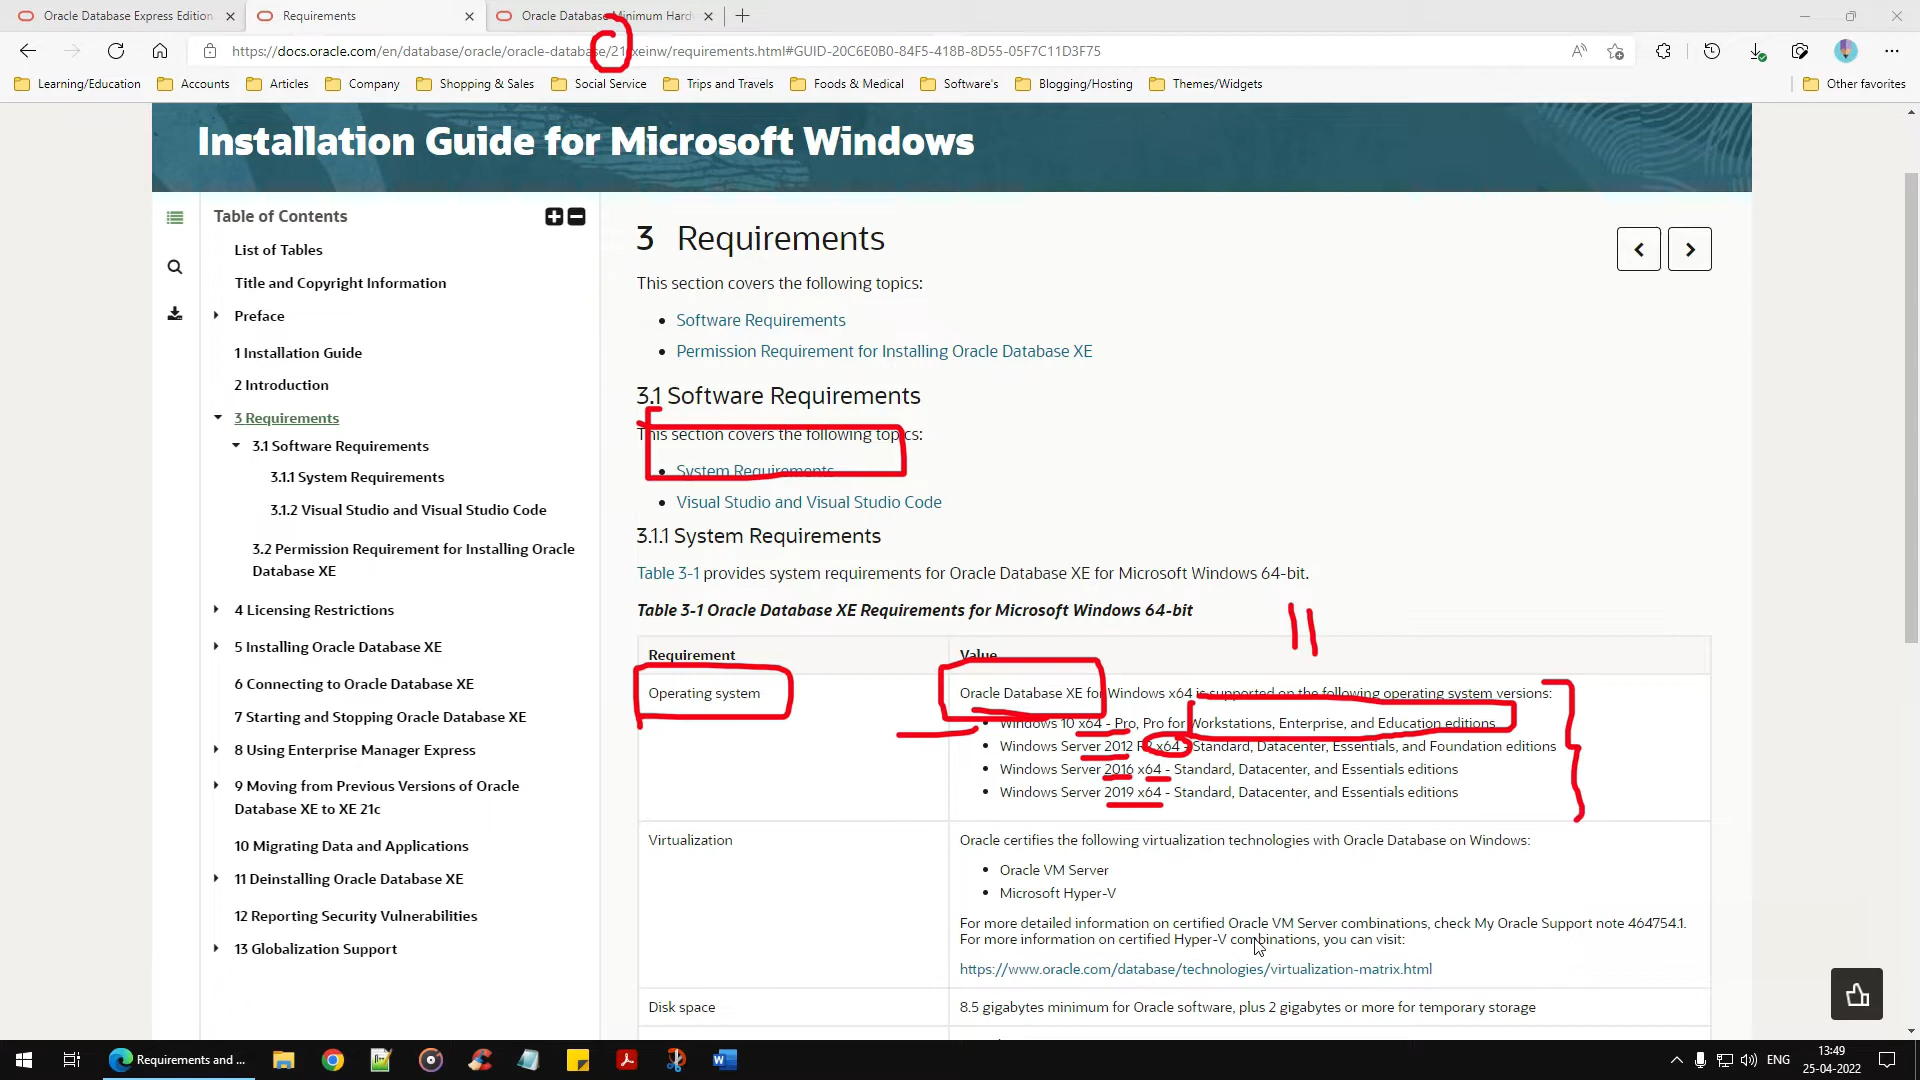 Oracle Database Express Edition
Requirements
Oracle Database Minimum Hard
https://docs.oracle.com/en/database/oracle/oracle-database/21/xeinw/requirements.html#GUID-20C6E0B0-84F5-418B-8D55-05F7C11D3F75
Learning/Education
Accounts
Articles
Company
Shopping & Sales
Social Service
Trips and Travels
Foods & Medical
Software's
Blogging/Hosting
Themes/Widgets
Other favorites
Installation Guide for Microsoft Windows
Table of Contents
List of Tables
Title and Copyright Information
Preface
1 Installation Guide
2 Introduction
3 Requirements
3.1 Software Requirements
3.1.1 System Requirements
3.1.2 Visual Studio and Visual Studio Code
3.2 Permission Requirement for Installing Oracle
Database XE
4 Licensing Restrictions
5 Installing Oracle Database XE
6 Connecting to Oracle Database XE
7 Starting and Stopping Oracle Database XE
8 Using Enterprise Manager Express
9 Moving from Previous Versions of Oracle
Database XE to XE 21c
10 Migrating Data and Applications
11 Deinstalling Oracle Database XE
12 Reporting Security Vulnerabilities
13 Globalization Support
3 Requirements
This section covers the following topics:
Software Requirements
Permission Requirement for Installing Oracle Database XE
3.1 Software Requirements
This section covers the following topics:
System Requirements
Visual Studio and Visual Studio Code
3.1.1 System Requirements
Table 3-1 provides system requirements for Oracle Database XE for Microsoft Windows 64-bit.
Table 3-1 Oracle Database XE Requirements for Microsoft Windows 64-bit
11
Requirement
Value
Operating system
Oracle Database XE for Windows x64 is supported on the following operating system versions:
Windows 10 x64 - Pro, Pro for Workstations, Enterprise, and Education editions
Windows Server 2012 R2 x64 - Standard, Datacenter, Essentials, and Foundation editions
Windows Server 2016 x64 - Standard, Datacenter, and Essentials editions
Windows Server 2019 x64 - Standard, Datacenter, and Essentials editions
Virtualization
Oracle certifies the following virtualization technologies with Oracle Database on Windows:
Oracle VM Server
Microsoft Hyper-V
For more detailed information on certified Oracle VM Server combinations, check My Oracle Support note 464754.1.
For more information on certified Hyper-V combinations, you can visit:
https://www.oracle.com/database/technologies/virtualization-matrix.html
Disk space
8.5 gigabytes minimum for Oracle software, plus 2 gigabytes or more for temporary storage
Requirements and ...
ENG
13:49
25-04-2022